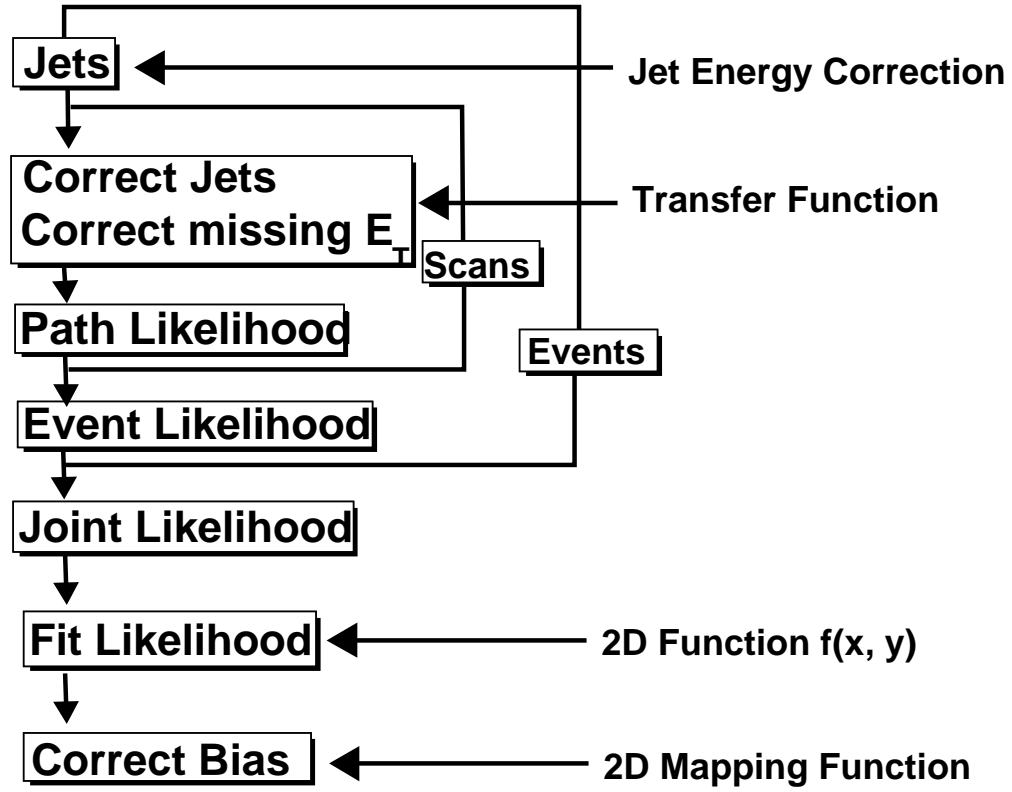 Jets
Jet Energy Correction
Correct Jets
Correct missing E_T
Transfer Function
Scans
Path Likelihood
Events
Event Likelihood
Joint Likelihood
Fit Likelihood
2D Function f(x, y)
Correct Bias
2D Mapping Function